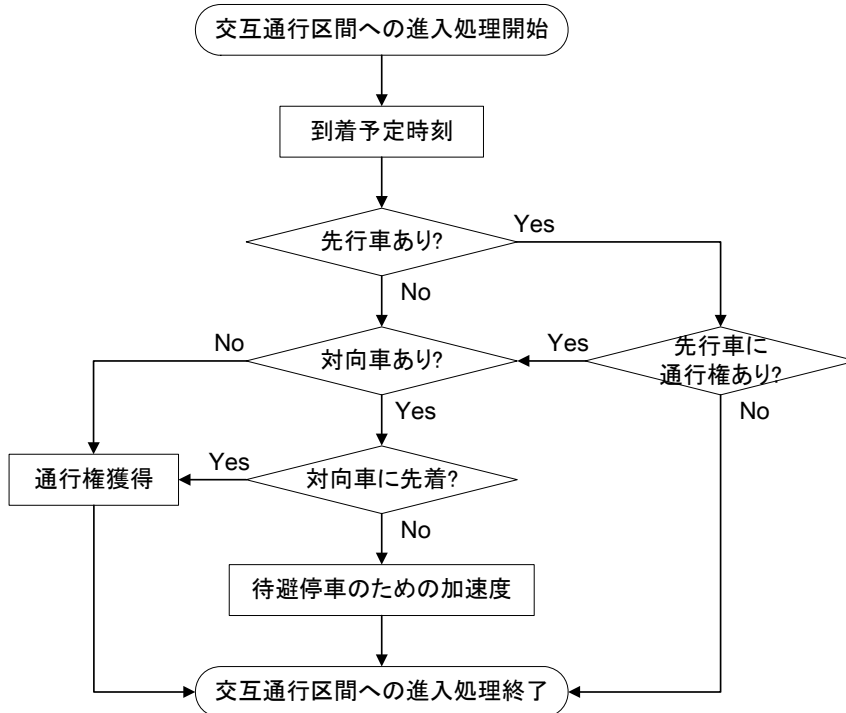 交互通行区間への進入処理開始
到着予定時刻
先行車あり?
Yes
No
対向車あり?
No
Yes
先行車に
通行権あり?
Yes
No
通行権獲得
Yes
対向車に先着?
No
待避停車のための加速度
交互通行区間への進入処理終了